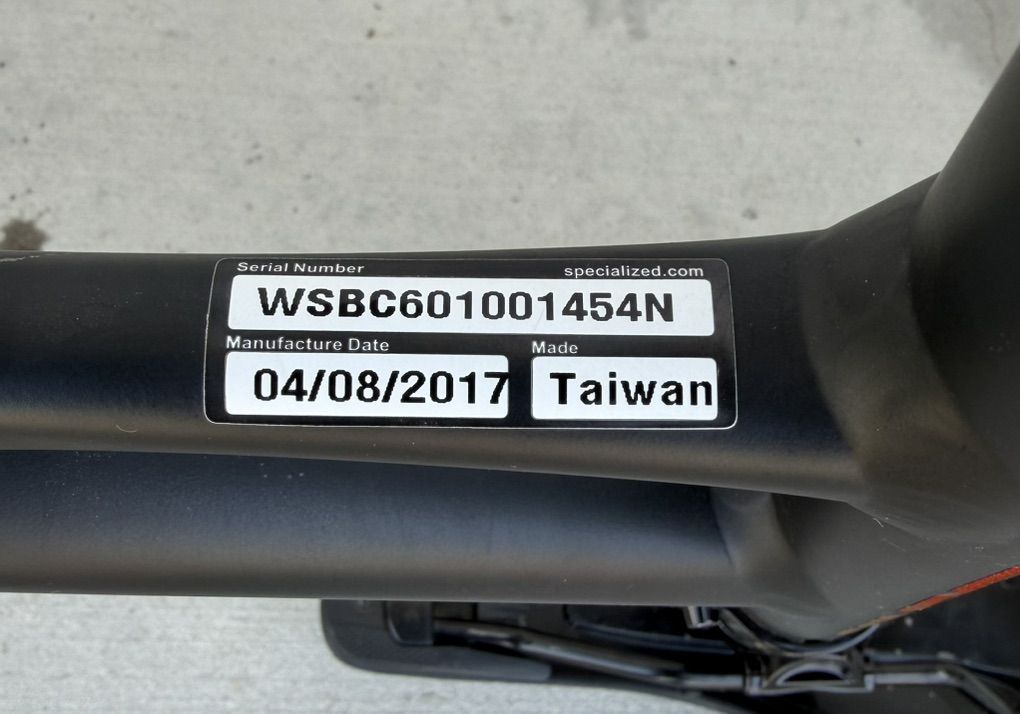 Serial Number specialized.com
WSBC601001454N
Manufacture Date Made
04/08/2017 Taiwan